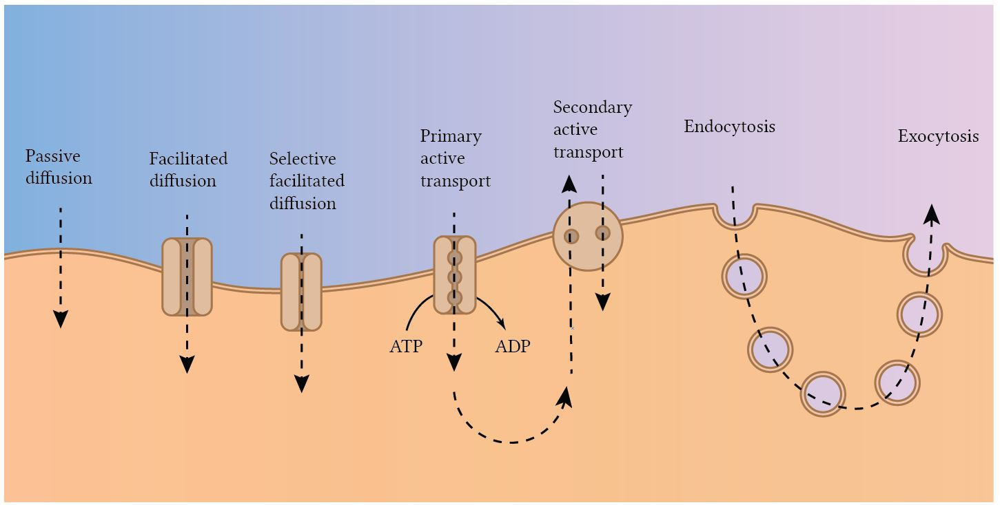 Passive
diffusion
Facilitated
diffusion
Selective
facilitated
diffusion
Primary
active
transport
Secondary
active
transport
Endocytosis
Exocytosis
ATP
ADP